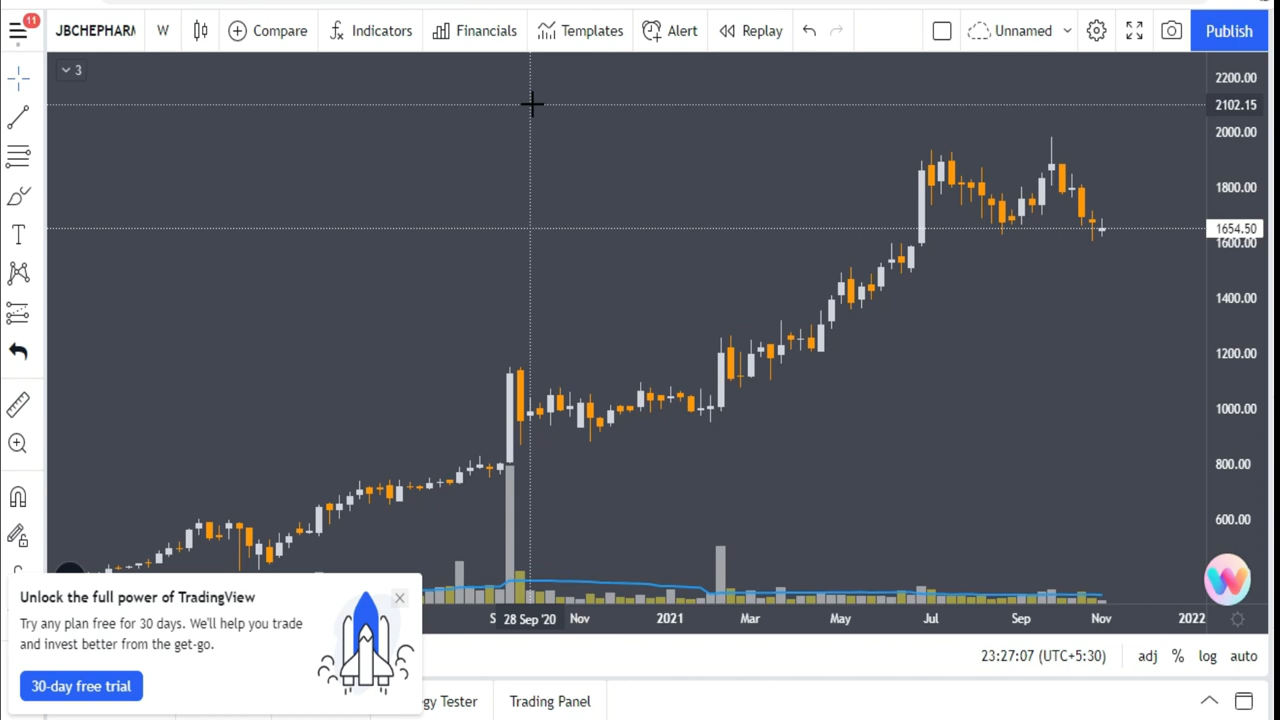 11
JBCHEPHARM
W
Compare
Indicators
Financials
Templates
Alert
Replay
Unnamed
Publish
3
2200.00
2102.15
2000.00
1800.00
1654.50
1600.00
1400.00
1200.00
1000.00
800.00
600.00
Unlock the full power of TradingView
Try any plan free for 30 days. We'll help you trade
and invest better from the get-go.
30-day free trial
S 28 Sep '20 Nov 2021 Mar May Jul Sep Nov 2022
23:27:07 (UTC+5:30) adj % log auto
gy Tester Trading Panel